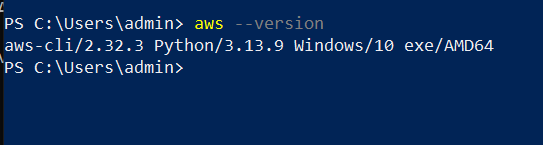 PS C:\Users\admin> aws --version
aws-cli/2.32.3 Python/3.13.9 Windows/10 exe/AMD64
PS C:\Users\admin>